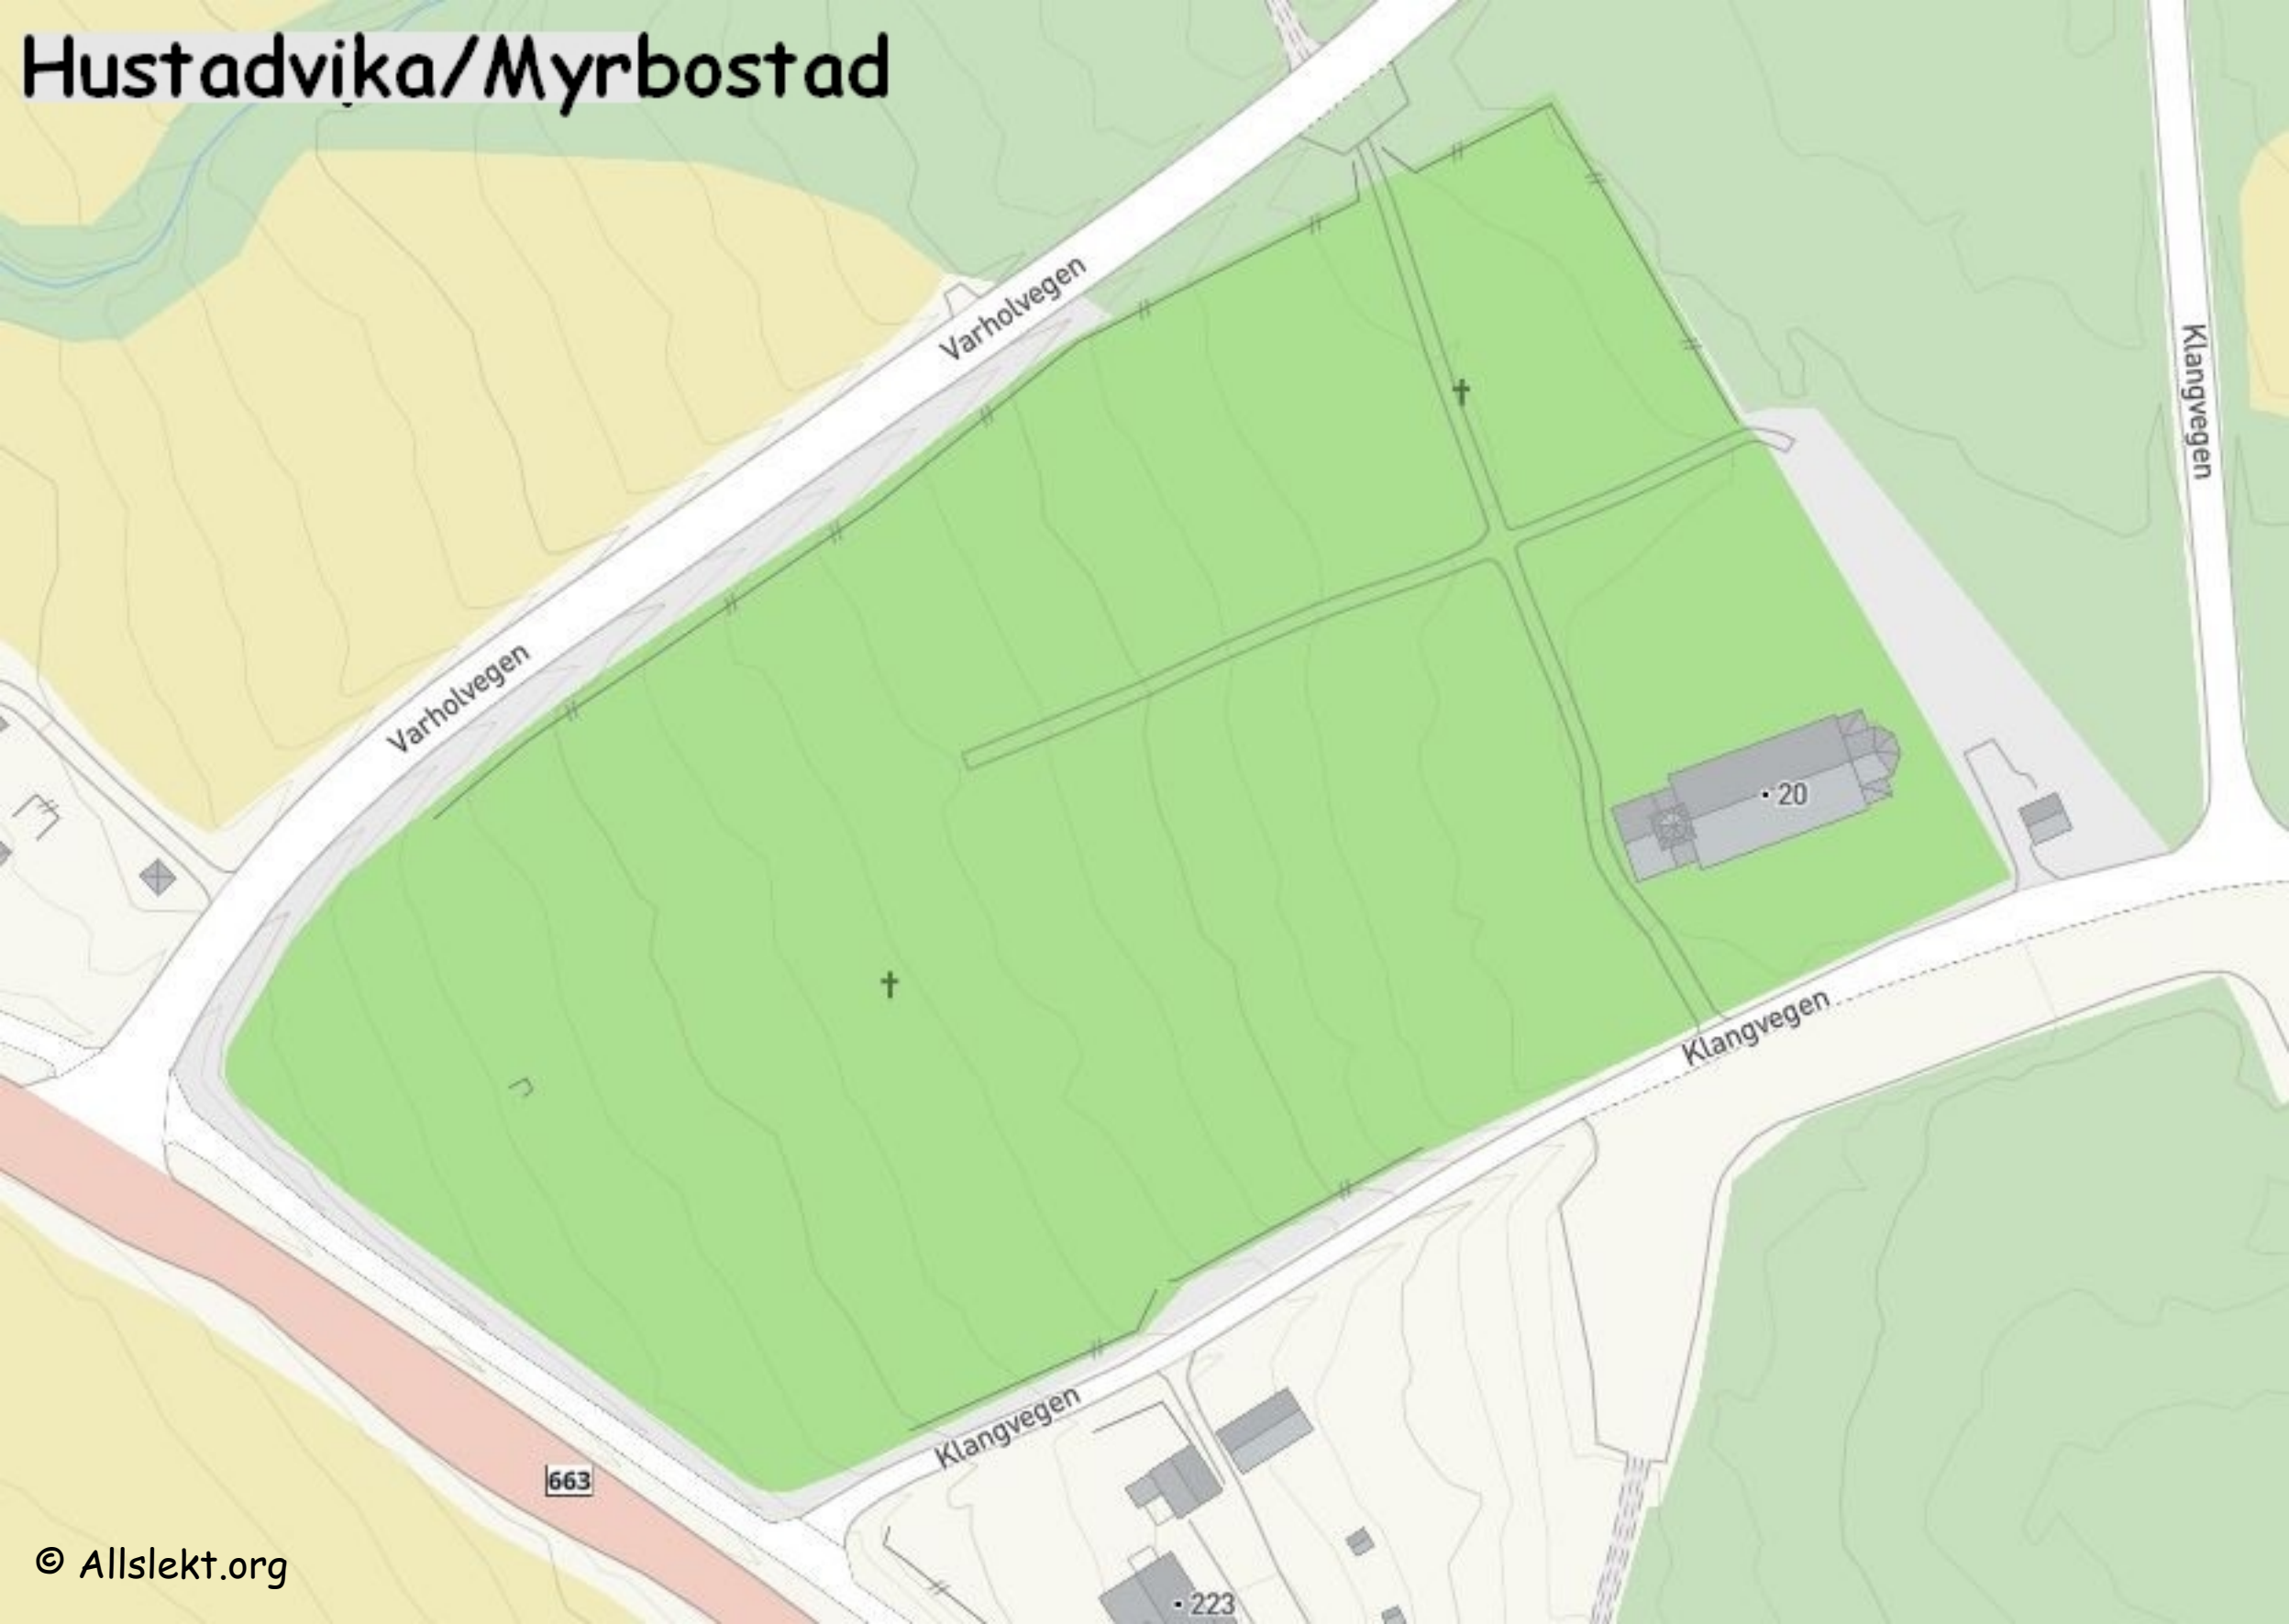 Hustadvika/Myrbostad
Varholvegen
Klangvegen
Varholvegen
20
Klangvegen
Klangvegen
663
© Allslekt.org
223